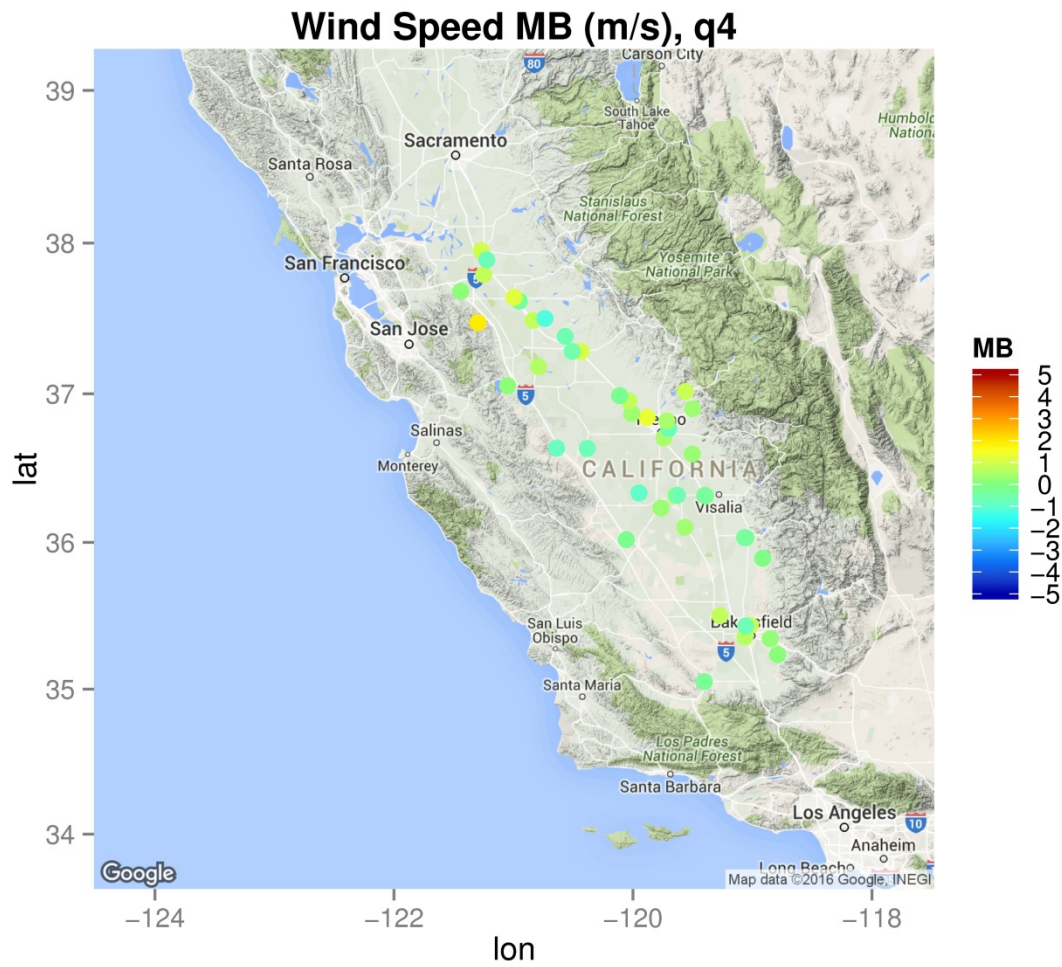 Wind Speed MB (m/s), q4
39
38
37
36
35
34
lat
−124
−122
−120
−118
lon
MB
5
4
3
2
1
0
−1
−2
−3
−4
−5
80
Carson City
South Lake
Tahoe
Sacramento
Santa Rosa
Stanislaus
National Forest
Yosemite
National Park
San Francisco
5
San Jose
5
Salinas
Monterey
CALIFORNIA
Visalia
San Luis
Obispo
5
Santa Maria
Los Padres
National Forest
Santa Barbara
Los Angeles
10
Anaheim
Long Beach
Google
Map data ©2016 Google, INEGI